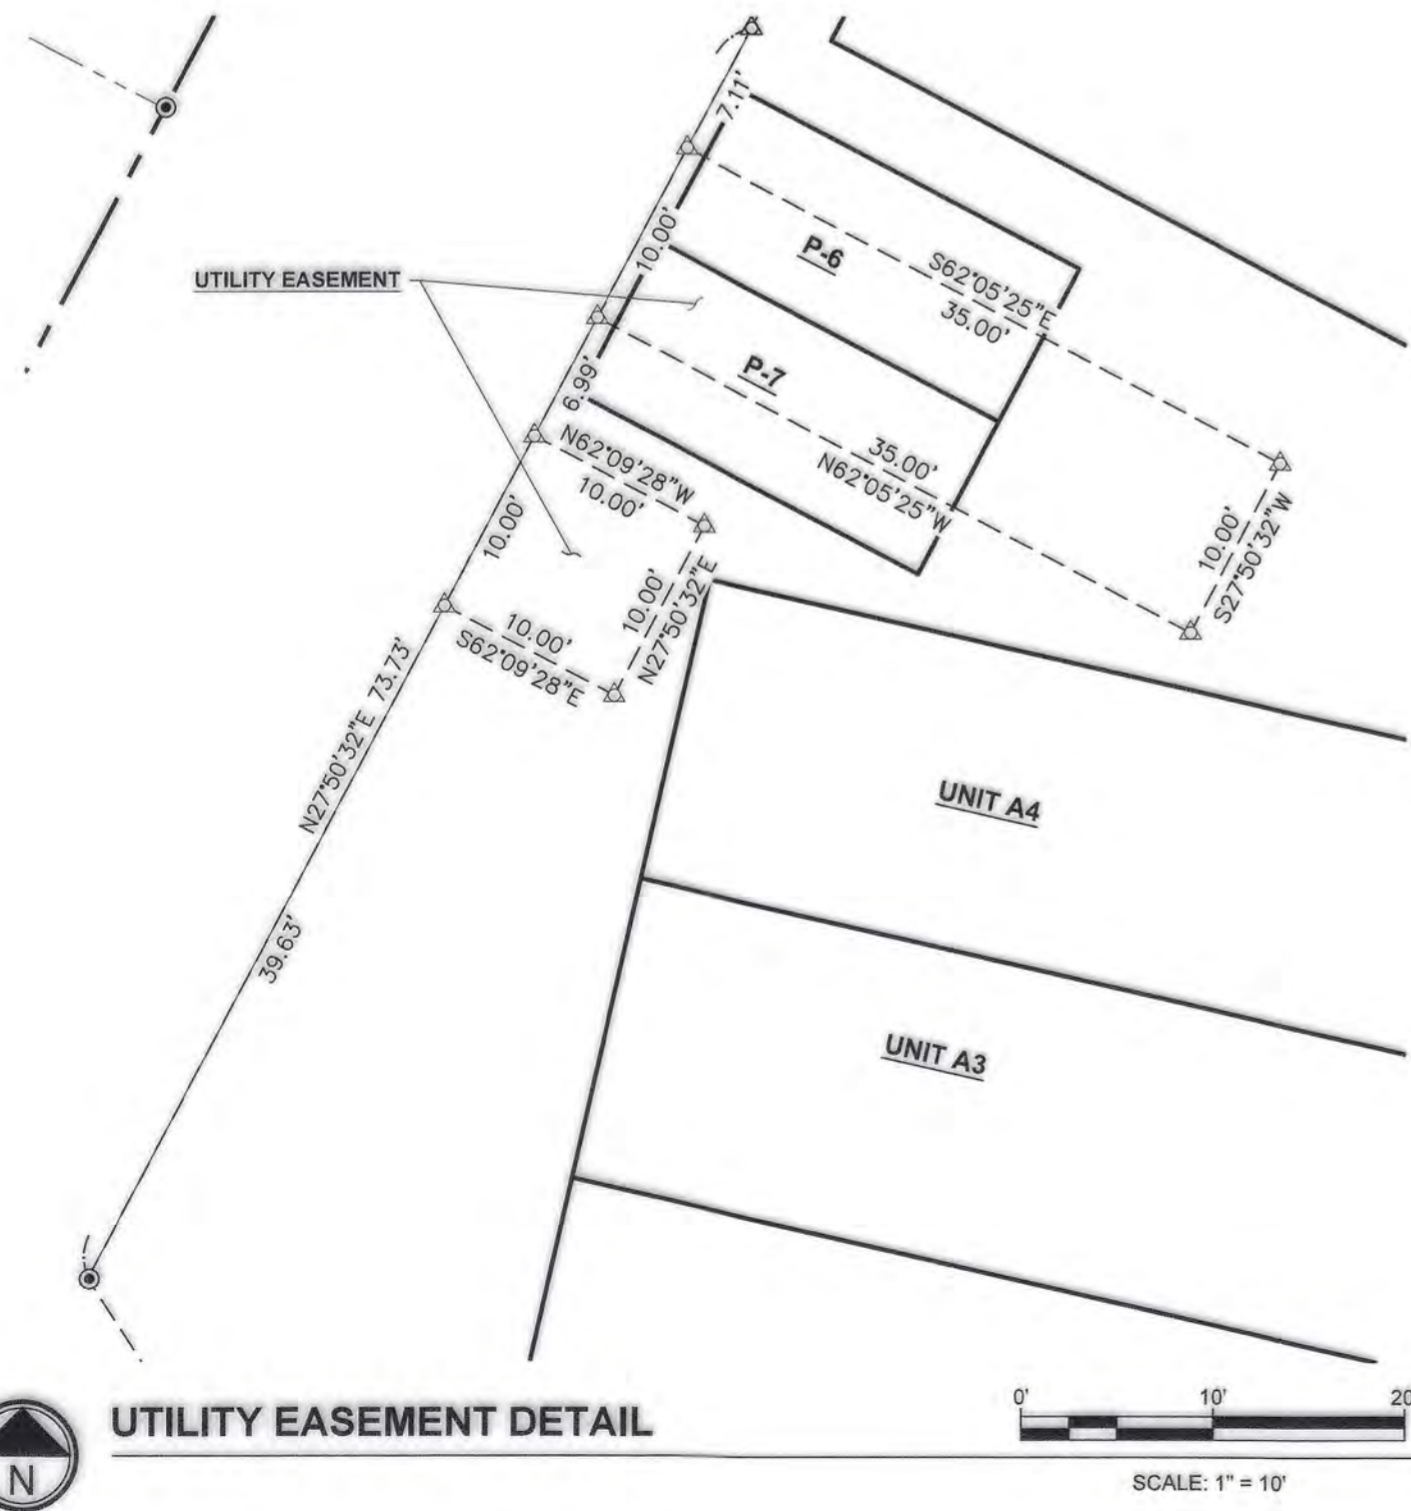 7.11'
10.00'
P-6
S62°05'25"E
35.00'
UTILITY EASEMENT
6.99'
P-7
35.00'
N62°05'25"W
N62°09'28"W
10.00'
10.00'
S27°50'32"W
10.00'
10.00'
N27°50'32"E
10.00'
S62°09'28"E
N27°50'32"E 73.73'
UNIT A4
39.63'
UNIT A3
N
UTILITY EASEMENT DETAIL
0' 10' 20
SCALE: 1" = 10'